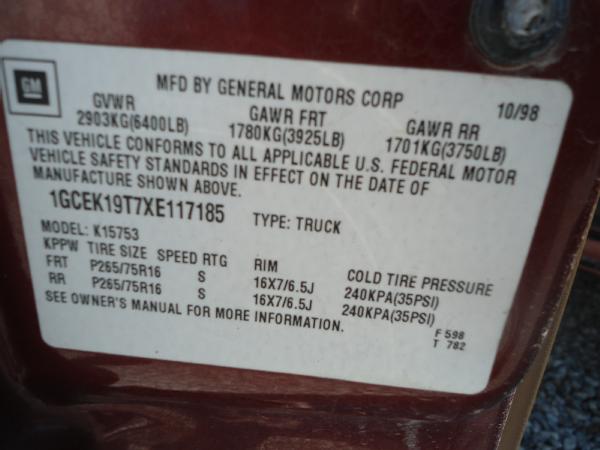 GM
MFD BY GENERAL MOTORS CORP 10/98
GVWR GAWR FRT GAWR RR
2903KG(6400LB) 1780KG(3925LB) 1701KG(3750LB)
THIS VEHICLE CONFORMS TO ALL APPLICABLE U.S. FEDERAL MOTOR
VEHICLE SAFETY STANDARDS IN EFFECT ON THE DATE OF
MANUFACTURE SHOWN ABOVE.
1GCEK19T7XE117185 TYPE: TRUCK
MODEL: K15753
KPPW TIRE SIZE SPEED RTG RIM COLD TIRE PRESSURE
FRT P265/75R16 S 16X7/6.5J 240KPA(35PSI)
RR P265/75R16 S 16X7/6.5J 240KPA(35PSI)
SEE OWNER'S MANUAL FOR MORE INFORMATION.
F 598
T 782